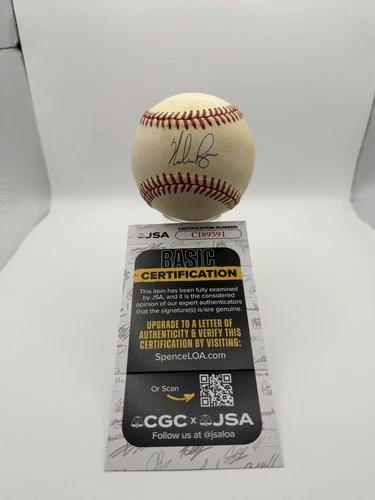 JSA
CERTIFICATION NUMBER:
CI89591
BASIC
CERTIFICATION
This item has been fully examined
by JSA, and it is the considered
opinion of our expert authenticators
that the signature(s) is/are genuine.
UPGRADE TO A LETTER OF
AUTHENTICITY & VERIFY THIS
CERTIFICATION BY VISITING:
SpenceLOA.com
Or Scan
CGC x JSA
Follow us at @jsaloa